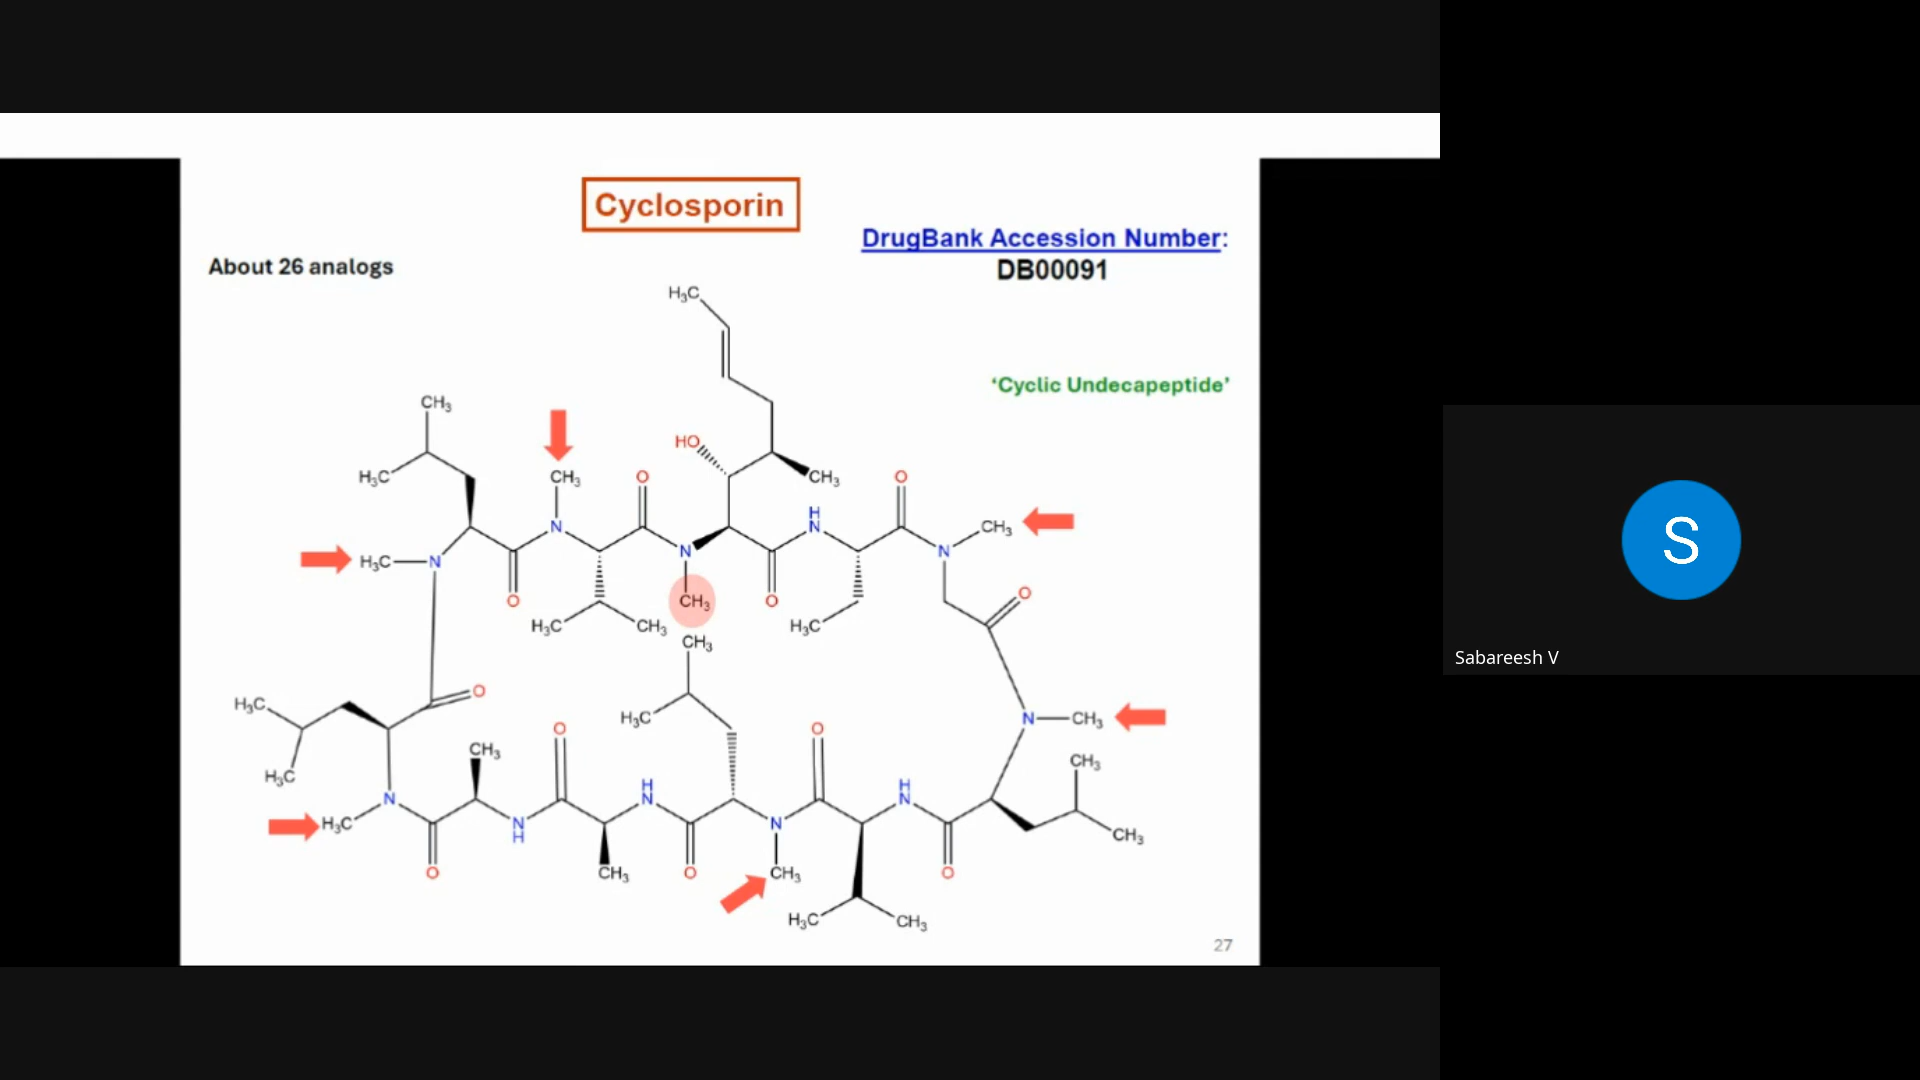 Cyclosporin
DrugBank Accession Number:
DB00091
About 26 analogs
H₃C
‘Cyclic Undecapeptide’
CH₃
HO
H₃C
CH₃
CH₃
O
O
H
N
N
CH₃
H₃C
N
N
N
O
CH₃
O
O
H₃C
CH₃
H₃C
CH₃
O
H₃C
H₃C
N
CH₃
O
O
CH₃
CH₃
H₃C
H
H
N
N
N
H₃C
N
N
H
CH₃
O
CH₃
O
CH₃
O
H₃C
CH₃
27
S
Sabareesh V